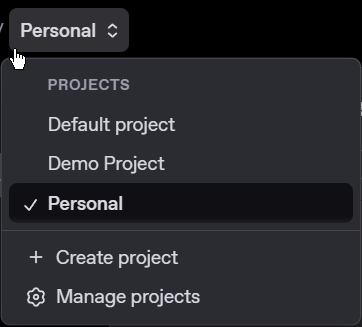 Personal
PROJECTS
Default project
Demo Project
Personal
Create project
Manage projects